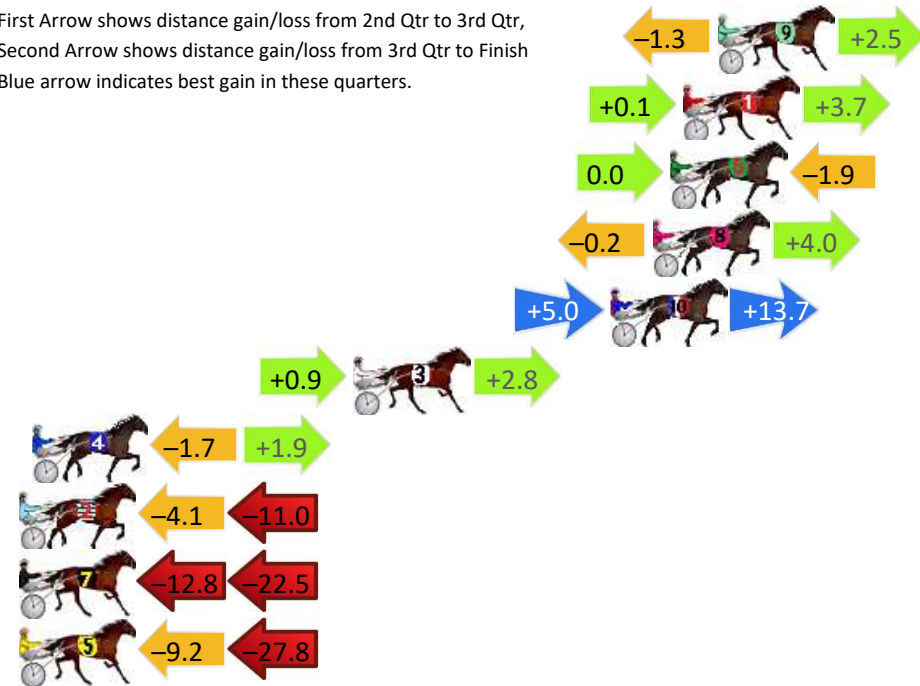 First Arrow shows distance gain/loss from 2nd Qtr to 3rd Qtr,
Second Arrow shows distance gain/loss from 3rd Qtr to Finish
Blue arrow indicates best gain in these quarters.
–1.3 9 +2.5
+0.1 1 +3.7
0.0 6 –1.9
–0.2 8 +4.0
+5.0 10 +13.7
+0.9 3 +2.8
4 –1.7 +1.9
2 –4.1 –11.0
7 –12.8 –22.5
5 –9.2 –27.8